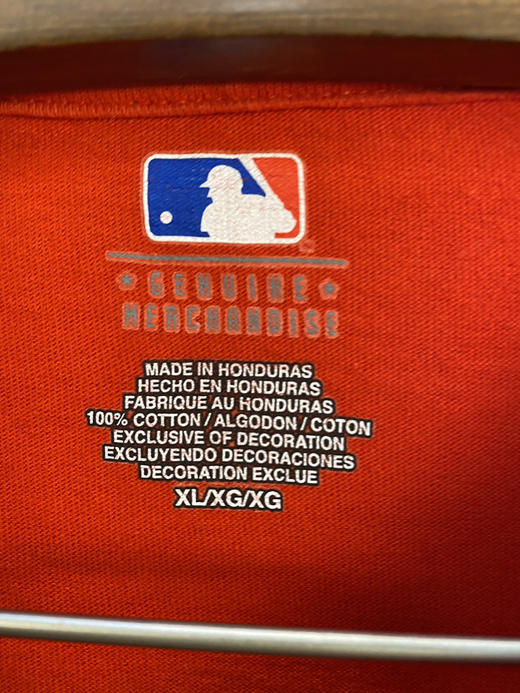 GENUINE
MERCHANDISE
MADE IN HONDURAS
HECHO EN HONDURAS
FABRIQUE AU HONDURAS
100% COTTON / ALGODON / COTON
EXCLUSIVE OF DECORATION
EXCLUYENDO DECORACIONES
DECORATION EXCLUE
XL/XG/XG